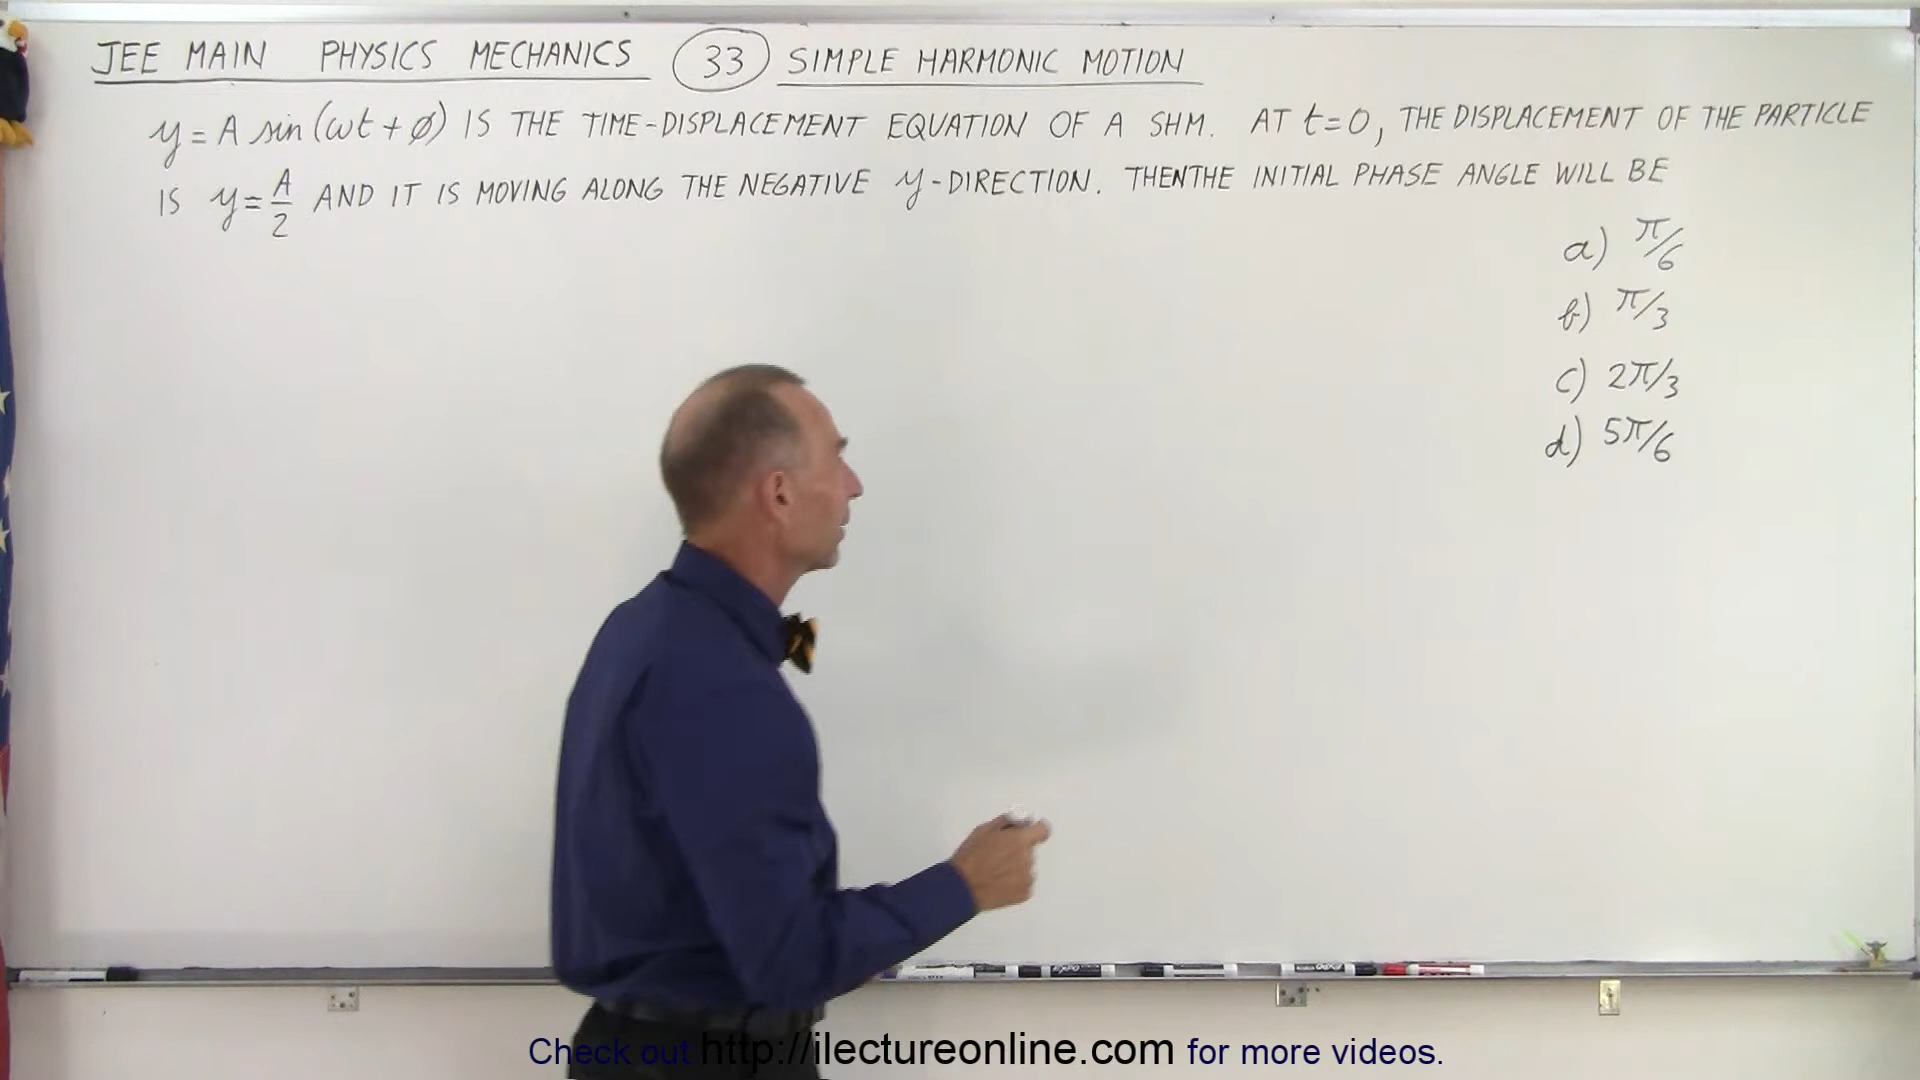 JEE MAIN PHYSICS MECHANICS 33 SIMPLE HARMONIC MOTION
y = A sin(ωt + ϕ) IS THE TIME-DISPLACEMENT EQUATION OF A SHM. AT t=0, THE DISPLACEMENT OF THE PARTICLE
IS y = A/2 AND IT IS MOVING ALONG THE NEGATIVE y-DIRECTION. THEN THE INITIAL PHASE ANGLE WILL BE
a) π/6
b) π/3
c) 2π/3
d) 5π/6
Check out http://ilectureonline.com for more videos.